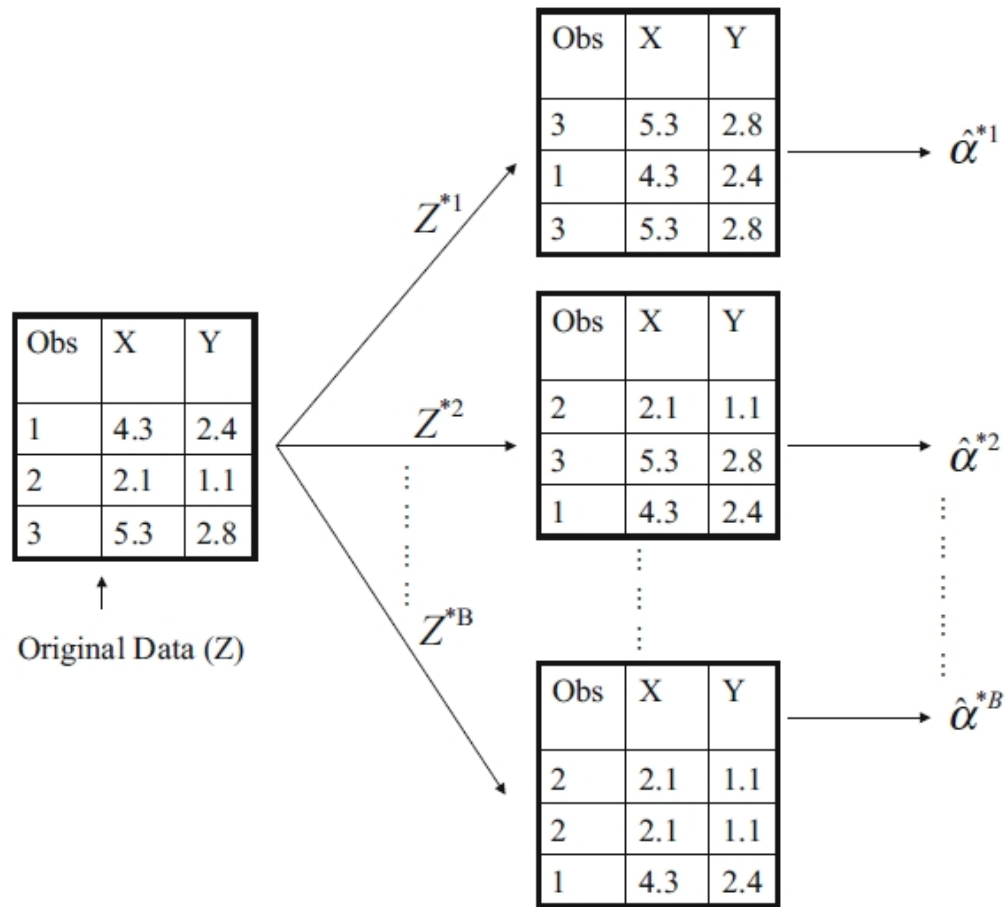 Obs X Y
1 4.3 2.4
2 2.1 1.1
3 5.3 2.8
Original Data (Z)
Z*1
Obs X Y
3 5.3 2.8
1 4.3 2.4
3 5.3 2.8
α̂*1
Z*2
Obs X Y
2 2.1 1.1
3 5.3 2.8
1 4.3 2.4
α̂*2
Z*B
Obs X Y
2 2.1 1.1
2 2.1 1.1
1 4.3 2.4
α̂*B